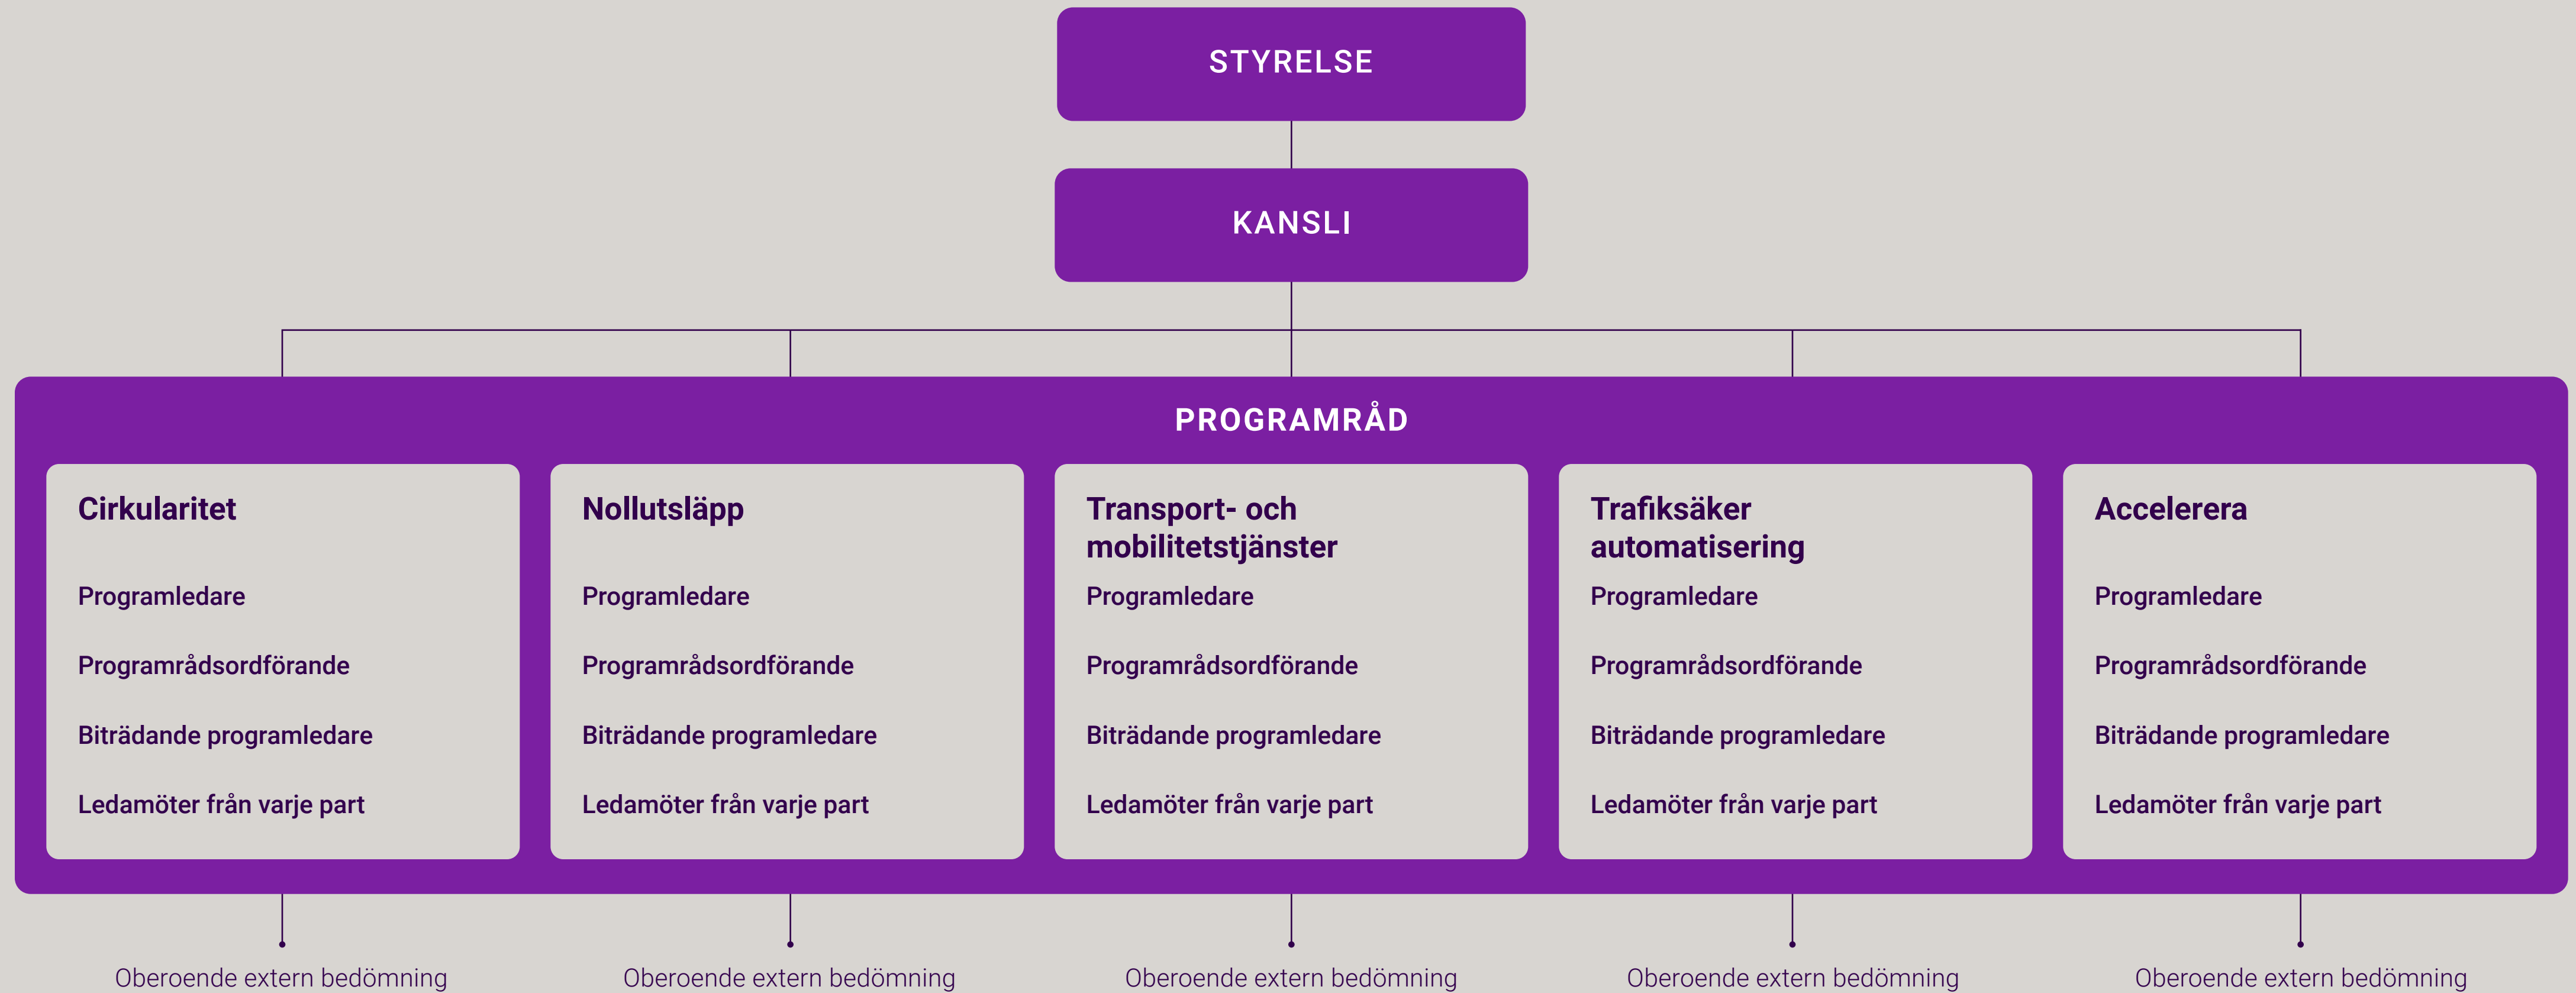 STYRELSE
KANSLI
PROGRAMRÅD
Cirkularitet
Programledare
Programrådsordförande
Biträdande programledare
Ledamöter från varje part
Nollutsläpp
Programledare
Programrådsordförande
Biträdande programledare
Ledamöter från varje part
Transport- och
mobilitetstjänster
Programledare
Programrådsordförande
Biträdande programledare
Ledamöter från varje part
Trafiksäker
automatisering
Programledare
Programrådsordförande
Biträdande programledare
Ledamöter från varje part
Accelerera
Programledare
Programrådsordförande
Biträdande programledare
Ledamöter från varje part
Oberoende extern bedömning
Oberoende extern bedömning
Oberoende extern bedömning
Oberoende extern bedömning
Oberoende extern bedömning